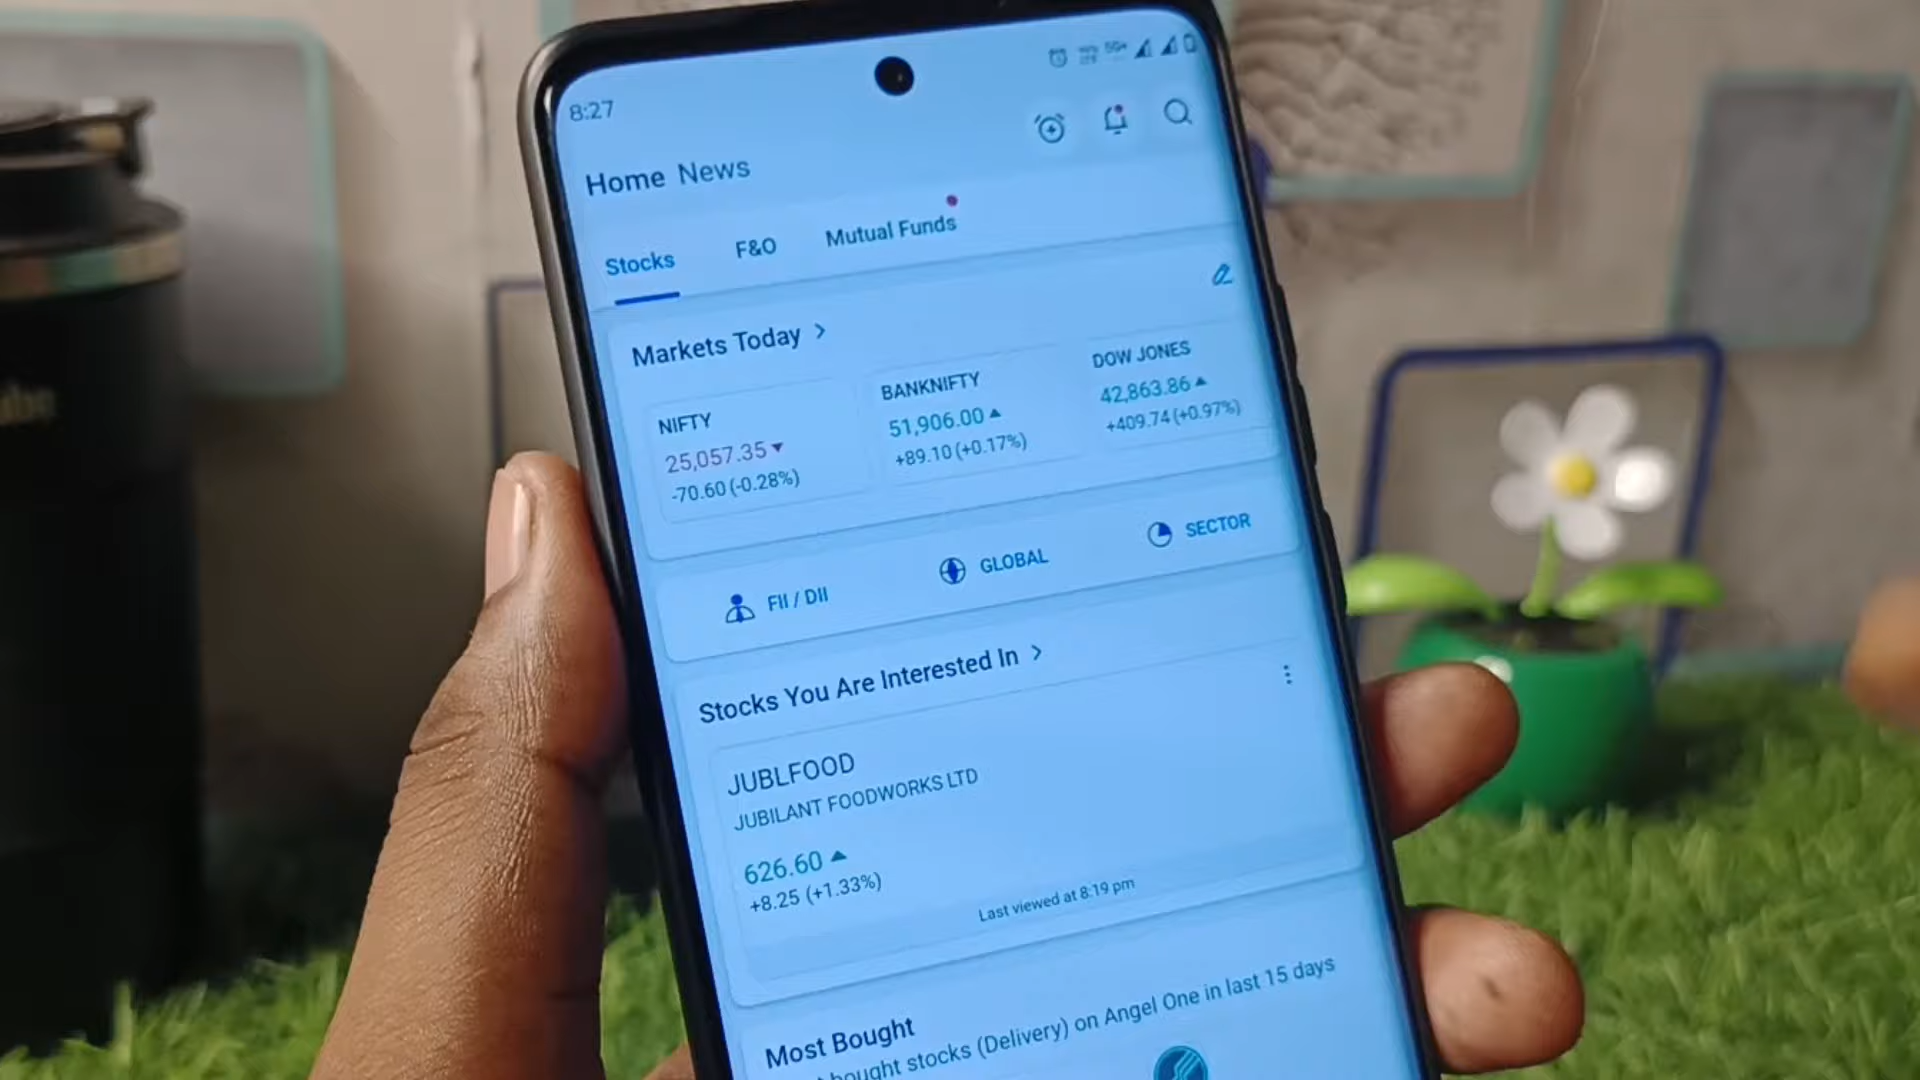 8:27
5G+
Home News
Stocks
F&O
Mutual Funds
Markets Today
NIFTY
25,057.35
-70.60 (-0.28%)
BANKNIFTY
51,906.00
+89.10 (+0.17%)
DOW JONES
42,863.86
+409.74 (+0.97%)
FII / DII
GLOBAL
SECTOR
Stocks You Are Interested In
JUBLFOOD
JUBILANT FOODWORKS LTD
626.60
+8.25 (+1.33%)
Last viewed at 8:19 pm
Most Bought
bought stocks (Delivery) on Angel One in last 15 days